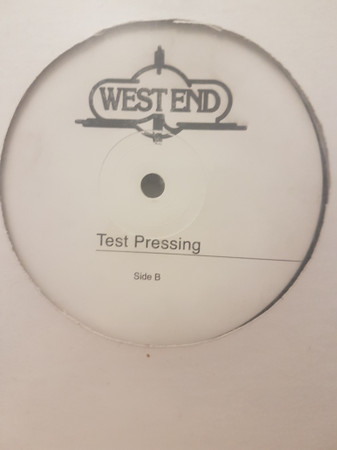 WEST END
Test Pressing
Side B